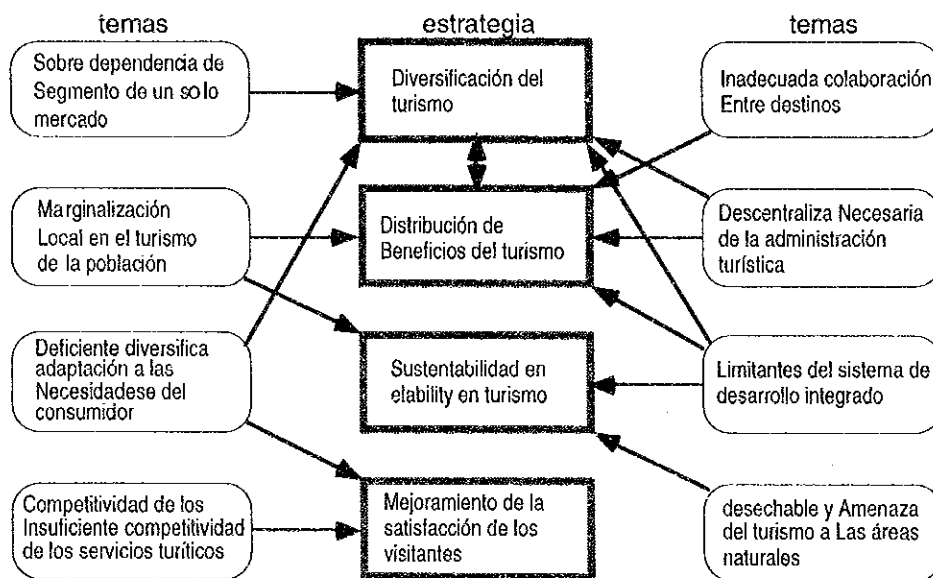 temas
estrategia
temas
Sobre dependencia de
Segmento de un solo
mercado
Diversificación del
turismo
Inadecuada colaboración
Entre destinos
Marginalización
Local en el turismo
de la población
Distribución de
Beneficios del turismo
Descentraliza Necesaria
de la administración
turística
Deficiente diversifica
adaptación a las
Necesidadese del
consumidor
Sustentabilidad en
elability en turismo
Limitantes del sistema de
desarrollo integrado
Competitividad de los
Insuficiente competitividad
de los servicios turíticos
Mejoramiento de la
satisfacción de los
visitantes
desechable y Amenaza
del turismo a Las áreas
naturales